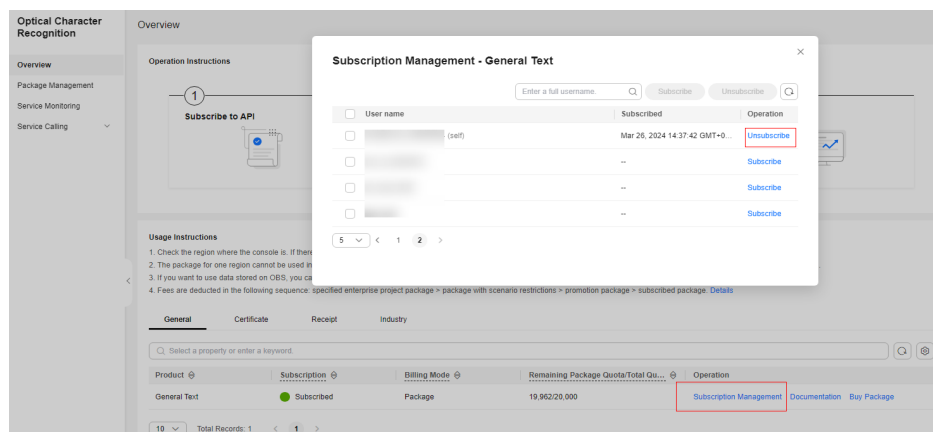 Optical Character
Recognition
Overview
Package Management
Service Monitoring
Service Calling
Overview
Operation Instructions
1
Subscribe to API
Subscription Management - General Text
Enter a full username.
Subscribe
Unsubscribe
User name
Subscribed
Operation
(self)
Mar 26, 2024 14:37:42 GMT+0...
Unsubscribe
--
Subscribe
--
Subscribe
--
Subscribe
5
1
2
Usage Instructions
1. Check the region where the console is. If there
2. The package for one region cannot be used in
3. If you want to use data stored on OBS, you ca
4. Fees are deducted in the following sequence: specified enterprise project package > package with scenario restrictions > promotion package > subscribed package. Details
General
Certificate
Receipt
Industry
Select a property or enter a keyword.
Product
Subscription
Billing Mode
Remaining Package Quota/Total Qu...
Operation
General Text
Subscribed
Package
19,962/20,000
Subscription Management
Documentation
Buy Package
10
Total Records: 1
1